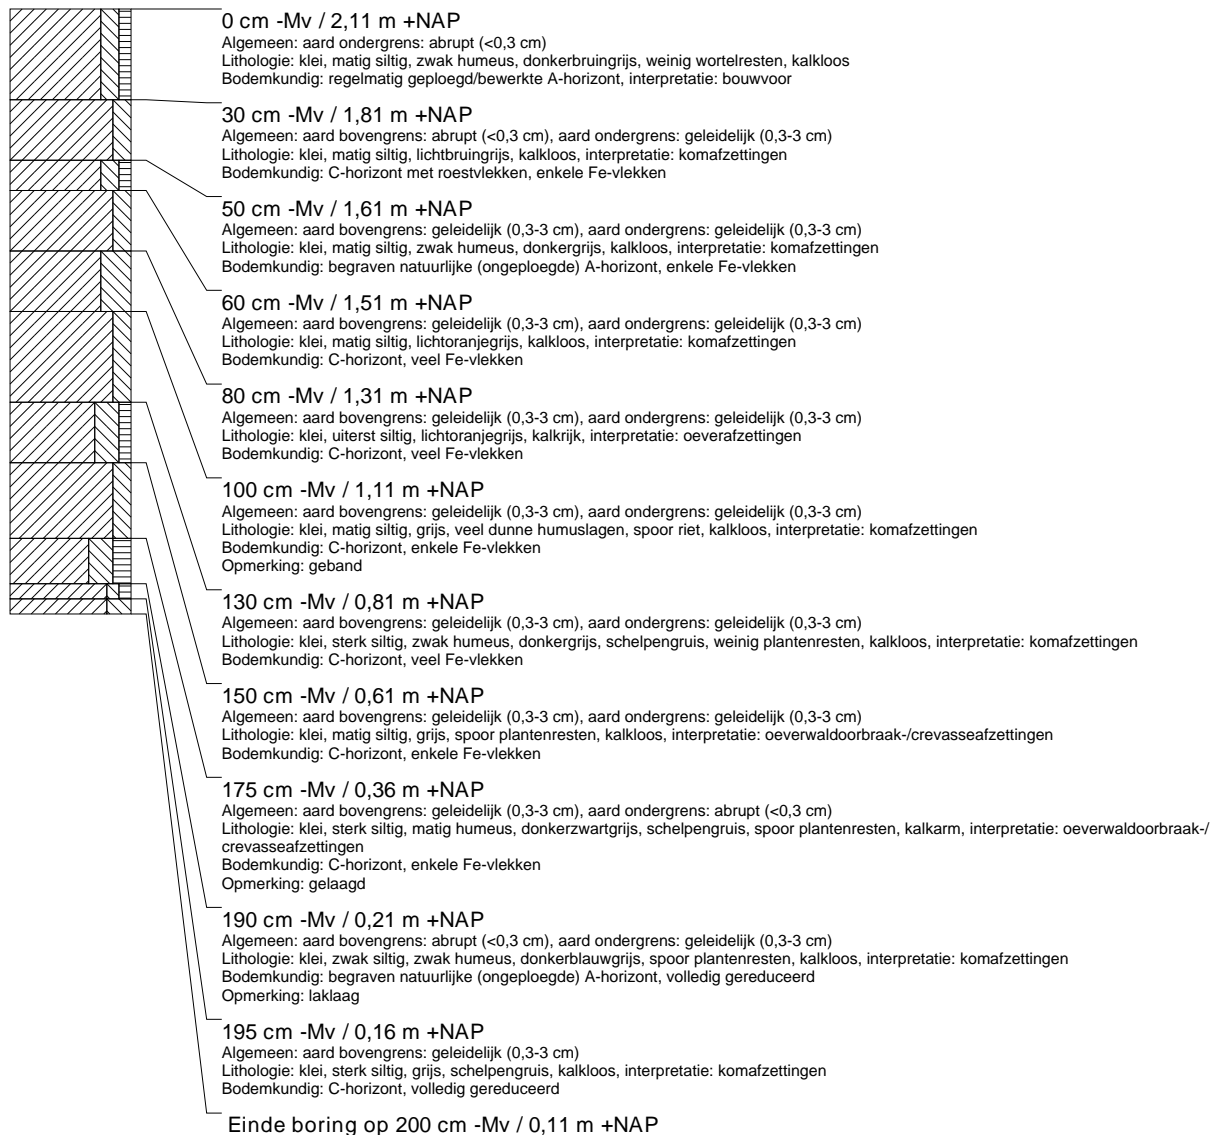 0 cm -Mv / 2,11 m +NAP
Algemeen: aard ondergrens: abrupt (<0,3 cm)
Lithologie: klei, matig siltig, zwak humeus, donkerbruingrijs, weinig wortelresten, kalkloos
Bodemkundig: regelmatig geploegd/bewerkte A-horizont, interpretatie: bouwvoor
30 cm -Mv / 1,81 m +NAP
Algemeen: aard bovengrens: abrupt (<0,3 cm), aard ondergrens: geleidelijk (0,3-3 cm)
Lithologie: klei, matig siltig, lichtbruingrijs, kalkloos, interpretatie: komafzettingen
Bodemkundig: C-horizont met roestvlekken, enkele Fe-vlekken
50 cm -Mv / 1,61 m +NAP
Algemeen: aard bovengrens: geleidelijk (0,3-3 cm), aard ondergrens: geleidelijk (0,3-3 cm)
Lithologie: klei, matig siltig, zwak humeus, donkergrijs, kalkloos, interpretatie: komafzettingen
Bodemkundig: begraven natuurlijke (ongeploegde) A-horizont, enkele Fe-vlekken
60 cm -Mv / 1,51 m +NAP
Algemeen: aard bovengrens: geleidelijk (0,3-3 cm), aard ondergrens: geleidelijk (0,3-3 cm)
Lithologie: klei, matig siltig, lichtoranjegrijs, kalkloos, interpretatie: komafzettingen
Bodemkundig: C-horizont, veel Fe-vlekken
80 cm -Mv / 1,31 m +NAP
Algemeen: aard bovengrens: geleidelijk (0,3-3 cm), aard ondergrens: geleidelijk (0,3-3 cm)
Lithologie: klei, uiterst siltig, lichtoranjegrijs, kalkrijk, interpretatie: oeverafzettingen
Bodemkundig: C-horizont, veel Fe-vlekken
100 cm -Mv / 1,11 m +NAP
Algemeen: aard bovengrens: geleidelijk (0,3-3 cm), aard ondergrens: geleidelijk (0,3-3 cm)
Lithologie: klei, matig siltig, grijs, veel dunne humuslagen, spoor riet, kalkloos, interpretatie: komafzettingen
Bodemkundig: C-horizont, enkele Fe-vlekken
Opmerking: geband
130 cm -Mv / 0,81 m +NAP
Algemeen: aard bovengrens: geleidelijk (0,3-3 cm), aard ondergrens: geleidelijk (0,3-3 cm)
Lithologie: klei, sterk siltig, zwak humeus, donkergrijs, schelpengruis, weinig plantenresten, kalkloos, interpretatie: komafzettingen
Bodemkundig: C-horizont, veel Fe-vlekken
150 cm -Mv / 0,61 m +NAP
Algemeen: aard bovengrens: geleidelijk (0,3-3 cm), aard ondergrens: geleidelijk (0,3-3 cm)
Lithologie: klei, matig siltig, grijs, spoor plantenresten, kalkloos, interpretatie: oeverwaldoorbraak-/crevasseafzettingen
Bodemkundig: C-horizont, enkele Fe-vlekken
175 cm -Mv / 0,36 m +NAP
Algemeen: aard bovengrens: geleidelijk (0,3-3 cm), aard ondergrens: abrupt (<0,3 cm)
Lithologie: klei, sterk siltig, matig humeus, donkerzwartgrijs, schelpengruis, spoor plantenresten, kalkarm, interpretatie: oeverwaldoorbraak-/
crevasseafzettingen
Bodemkundig: C-horizont, enkele Fe-vlekken
Opmerking: gelaagd
190 cm -Mv / 0,21 m +NAP
Algemeen: aard bovengrens: abrupt (<0,3 cm), aard ondergrens: geleidelijk (0,3-3 cm)
Lithologie: klei, zwak siltig, zwak humeus, donkerblauwgrijs, spoor plantenresten, kalkloos, interpretatie: komafzettingen
Bodemkundig: begraven natuurlijke (ongeploegde) A-horizont, volledig gereduceerd
Opmerking: laklaag
195 cm -Mv / 0,16 m +NAP
Algemeen: aard bovengrens: geleidelijk (0,3-3 cm)
Lithologie: klei, sterk siltig, grijs, schelpengruis, kalkloos, interpretatie: komafzettingen
Bodemkundig: C-horizont, volledig gereduceerd
Einde boring op 200 cm -Mv / 0,11 m +NAP